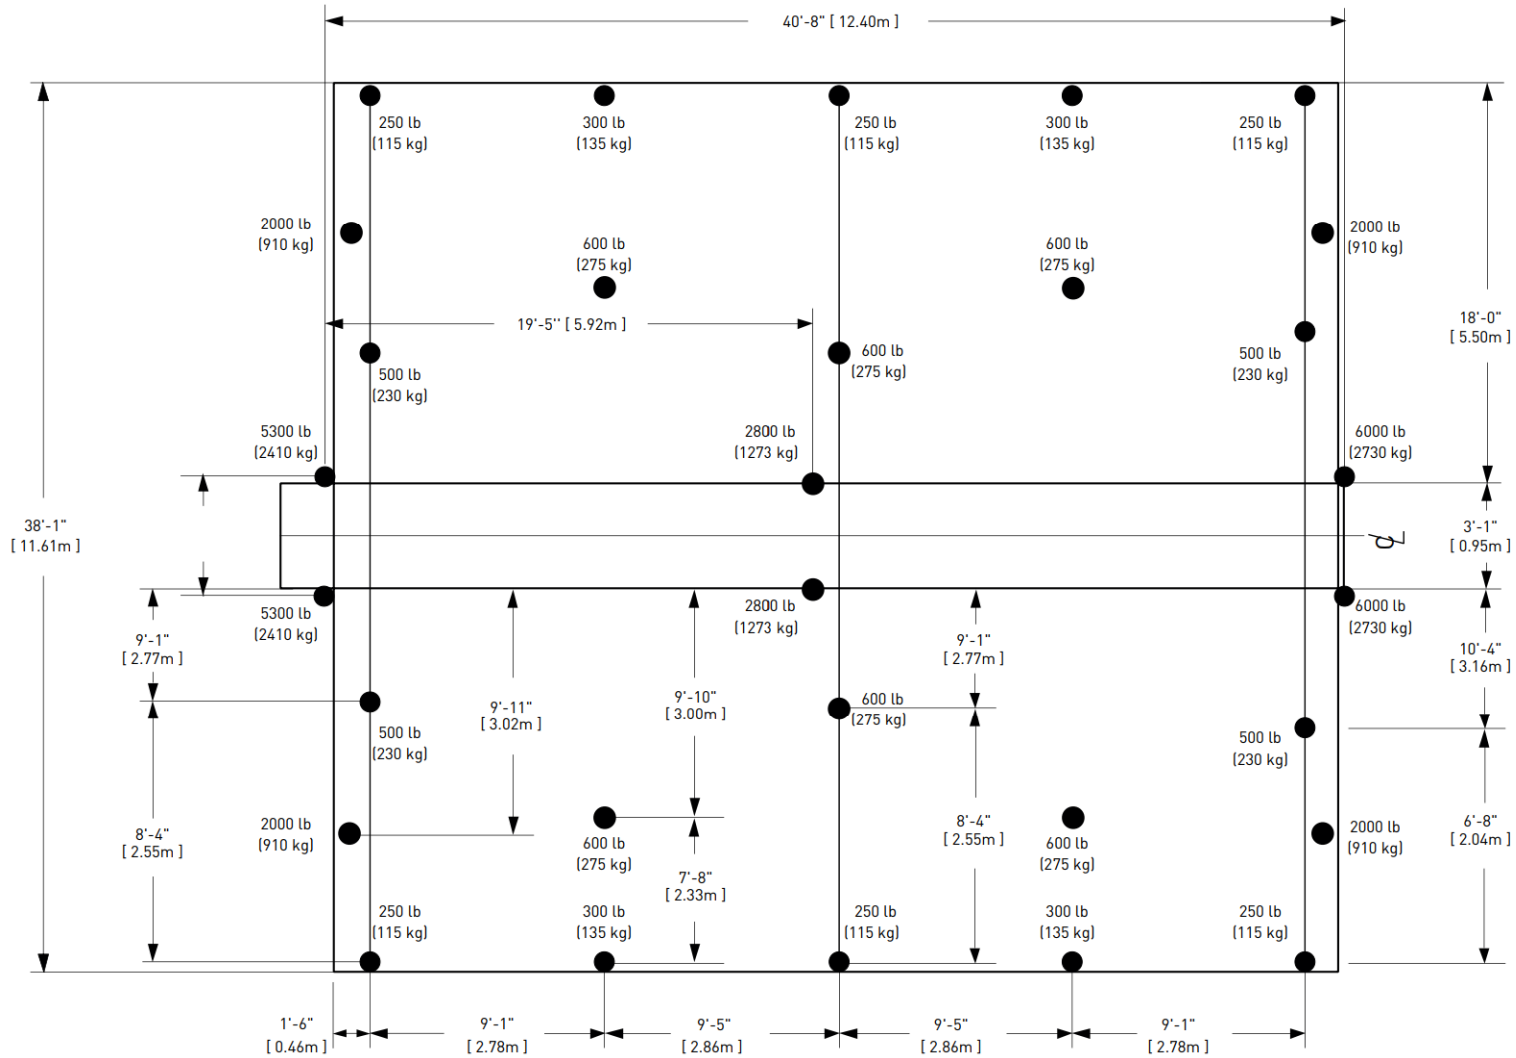 40'-8" [ 12.40m ]
250 lb
(115 kg)
300 lb
(135 kg)
250 lb
(115 kg)
300 lb
(135 kg)
250 lb
(115 kg)
2000 lb
(910 kg)
600 lb
(275 kg)
600 lb
(275 kg)
2000 lb
(910 kg)
19'-5'' [ 5.92m ]
18'-0"
[ 5.50m ]
500 lb
(230 kg)
600 lb
(275 kg)
500 lb
(230 kg)
5300 lb
(2410 kg)
2800 lb
(1273 kg)
6000 lb
(2730 kg)
38'-1"
[ 11.61m ]
3'-1"
[ 0.95m ]
5300 lb
(2410 kg)
2800 lb
(1273 kg)
6000 lb
(2730 kg)
9'-1"
[ 2.77m ]
9'-1"
[ 2.77m ]
10'-4"
[ 3.16m ]
9'-11"
[ 3.02m ]
9'-10"
[ 3.00m ]
600 lb
(275 kg)
500 lb
(230 kg)
500 lb
(230 kg)
8'-4"
[ 2.55m ]
2000 lb
(910 kg)
600 lb
(275 kg)
8'-4"
[ 2.55m ]
600 lb
(275 kg)
2000 lb
(910 kg)
6'-8"
[ 2.04m ]
7'-8"
[ 2.33m ]
250 lb
(115 kg)
300 lb
(135 kg)
250 lb
(115 kg)
300 lb
(135 kg)
250 lb
(115 kg)
1'-6"
[ 0.46m ]
9'-1"
[ 2.78m ]
9'-5"
[ 2.86m ]
9'-5"
[ 2.86m ]
9'-1"
[ 2.78m ]